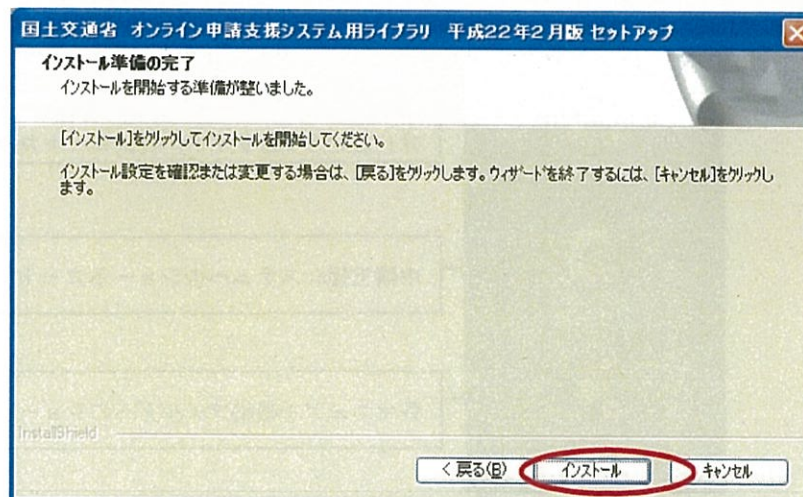 国土交通省 オンライン申請支援システム用ライブラリ 平成22年2月版 セットアップ
インストール準備の完了
インストールを開始する準備が整いました。
[インストール]をクリックしてインストールを開始してください。
インストール設定を確認または変更する場合は、[戻る]をクリックします。ウィザードを終了するには、[キャンセル]をクリックし
ます。
InstallShield
< 戻る(B)
インストール
キャンセル